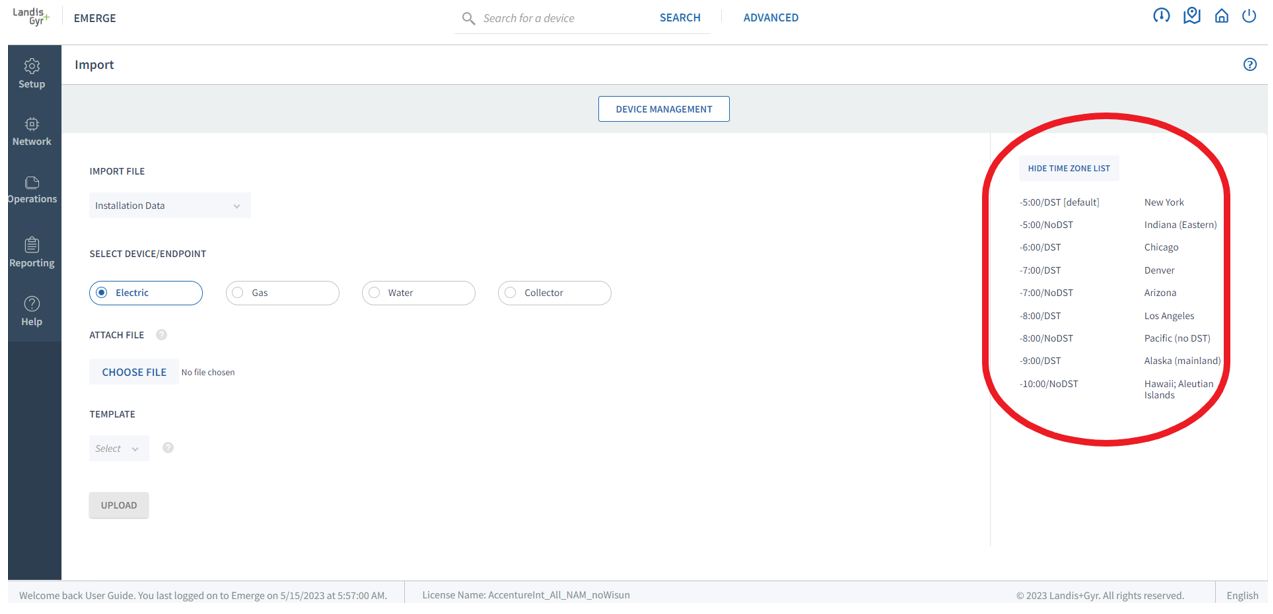 Landis+
Gyr
EMERGE
Search for a device
SEARCH
ADVANCED
Setup
Network
Operations
Reporting
Help
Import
DEVICE MANAGEMENT
IMPORT FILE
Installation Data
SELECT DEVICE/ENDPOINT
Electric Gas Water Collector
ATTACH FILE ?
CHOOSE FILE No file chosen
TEMPLATE
Select ?
UPLOAD
HIDE TIME ZONE LIST
-5:00/DST [default] New York
-5:00/NoDST Indiana (Eastern)
-6:00/DST Chicago
-7:00/DST Denver
-7:00/NoDST Arizona
-8:00/DST Los Angeles
-8:00/NoDST Pacific (no DST)
-9:00/DST Alaska (mainland)
-10:00/NoDST Hawaii; Aleutian
Islands
Welcome back User Guide. You last logged on to Emerge on 5/15/2023 at 5:57:00 AM.
License Name: AccentureInt_All_NAM_noWisun
© 2023 Landis+Gyr. All rights reserved.
English